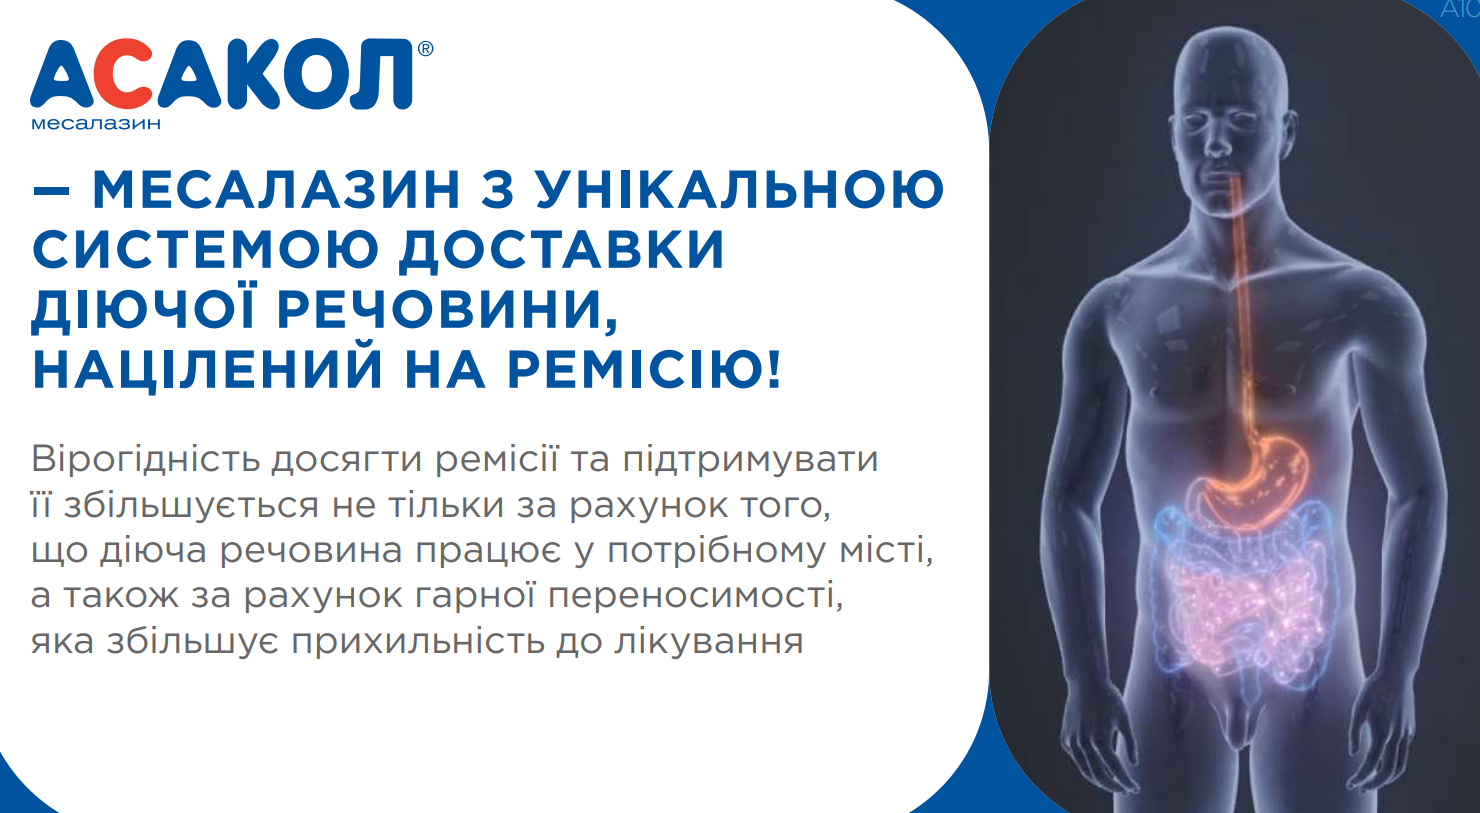 АСАКОЛ®
месалазин
— МЕСАЛАЗИН З УНІКАЛЬНОЮ
СИСТЕМОЮ ДОСТАВКИ
ДІЮЧОЇ РЕЧОВИНИ,
НАЦІЛЕНИЙ НА РЕМІСІЮ!
Вірогідність досягти ремісії та підтримувати
її збільшується не тільки за рахунок того,
що діюча речовина працює у потрібному місті,
а також за рахунок гарної переносимості,
яка збільшує прихильність до лікування